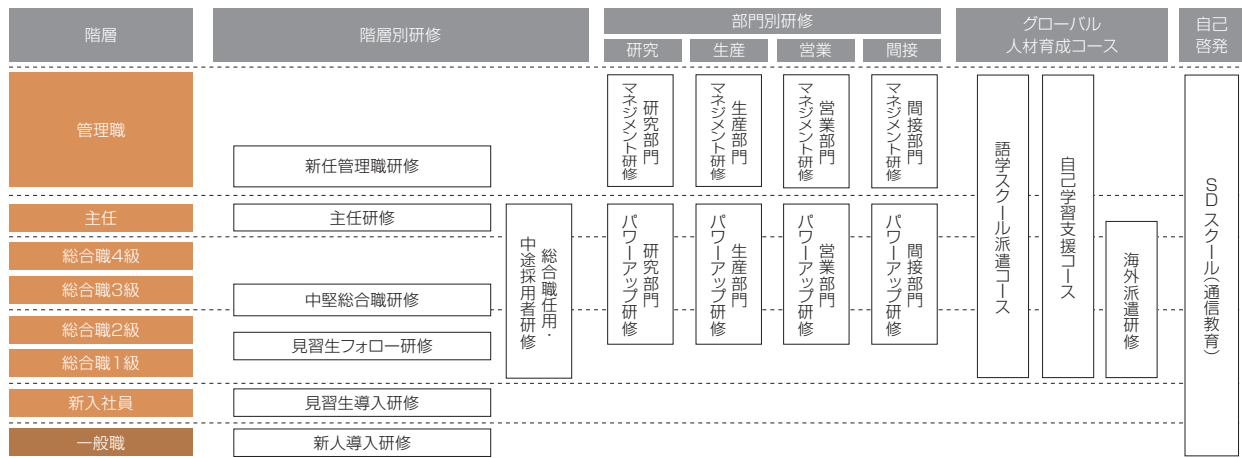 階層
階層別研修
部門別研修
研究
生産
営業
間接
グローバル
人材育成コース
自己
啓発
管理職
主任
総合職4級
総合職3級
総合職2級
総合職1級
新入社員
一般職
新任管理職研修
主任研修
中堅総合職研修
見習生フォロー研修
見習生導入研修
新人導入研修
総合職任用・
中途採用者研修
研究部門
マネジメント研修
生産部門
マネジメント研修
営業部門
マネジメント研修
間接部門
マネジメント研修
研究部門
パワーアップ研修
生産部門
パワーアップ研修
営業部門
パワーアップ研修
間接部門
パワーアップ研修
語学スクール派遣コース
自己学習支援コース
海外派遣研修
SDスクール(通信教育)